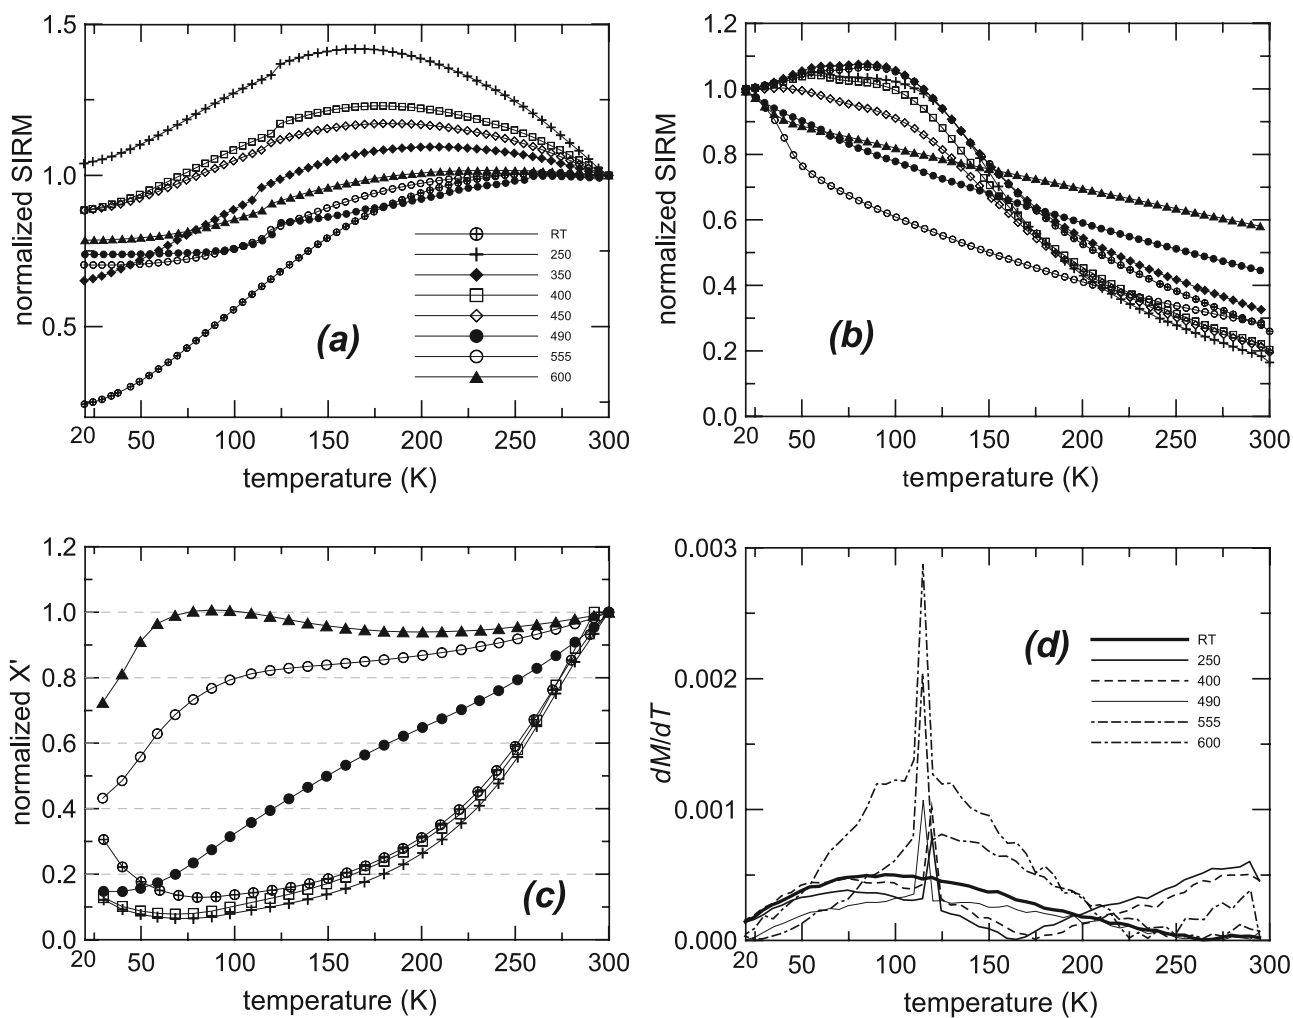 1.5
1.0
0.5
normalized SIRM
RT
250
350
400
450
490
555
600
(a)
20 50 100 150 200 250 300
temperature (K)
1.2
1.0
0.8
0.6
0.4
0.2
0.0
normalized SIRM
(b)
20 50 100 150 200 250 300
temperature (K)
1.2
1.0
0.8
0.6
0.4
0.2
0.0
normalized X'
(c)
20 50 100 150 200 250 300
temperature (K)
0.003
0.002
0.001
0.000
dM/dT
(d)
RT
250
400
490
555
600
20 50 100 150 200 250 300
temperature (K)